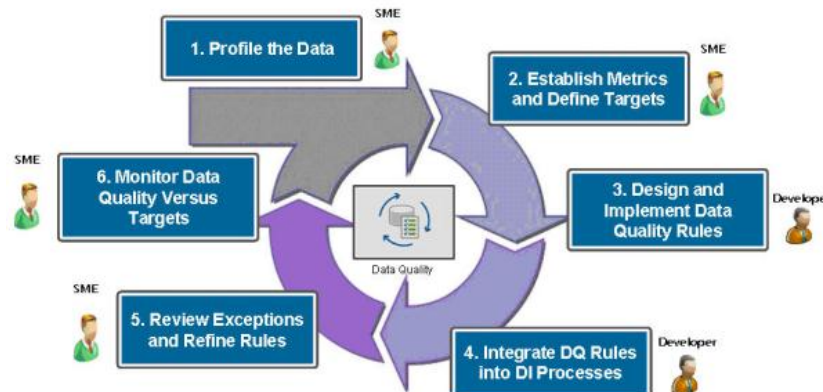 SME
1. Profile the Data
SME
2. Establish Metrics
and Define Targets
Developer
3. Design and
Implement Data
Quality Rules
Developer
4. Integrate DQ Rules
into DI Processes
SME
5. Review Exceptions
and Refine Rules
SME
6. Monitor Data
Quality Versus
Targets
Data Quality